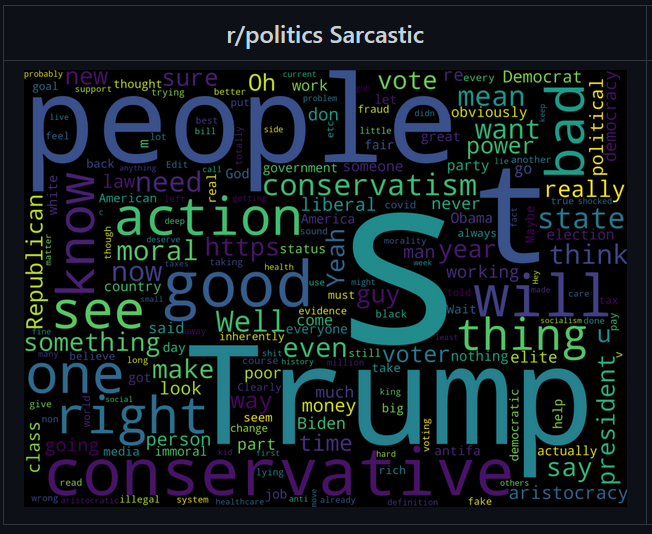 r/politics Sarcastic
probably new thought sure Oh current work vote re every Democrat
goal support trying better put problem don let fraud mean obviously bad political democracy
people
live feel lot best bill totally side etc didn little great want power go keep
m Edit call God fair government someone party lie another
back anything
white know law need real conservatism t really true shocked
American left getting
Republican matter though c action deep liberal covid never Maybe fact state
America Obama always election
deserve moral https status sound morality man year think
now taxes taking health Yeah week working
country good use might guy S will Hey made care tax
small see must black told Wait
fine something said away Well evidence come everyone thing socialism done pay
day inherently even still voter nothing elite least u v
many believe long shit history million take
one got make course poor king president
look Clearly much big Trump
give world social right way seem money help
non change Biden democratic
class going media person part time voting antifa actually
immoral kid first hard rich say
read conservative lying others aristocracy
wrong aristocratic illegal system healthcare job anti move already definition fake